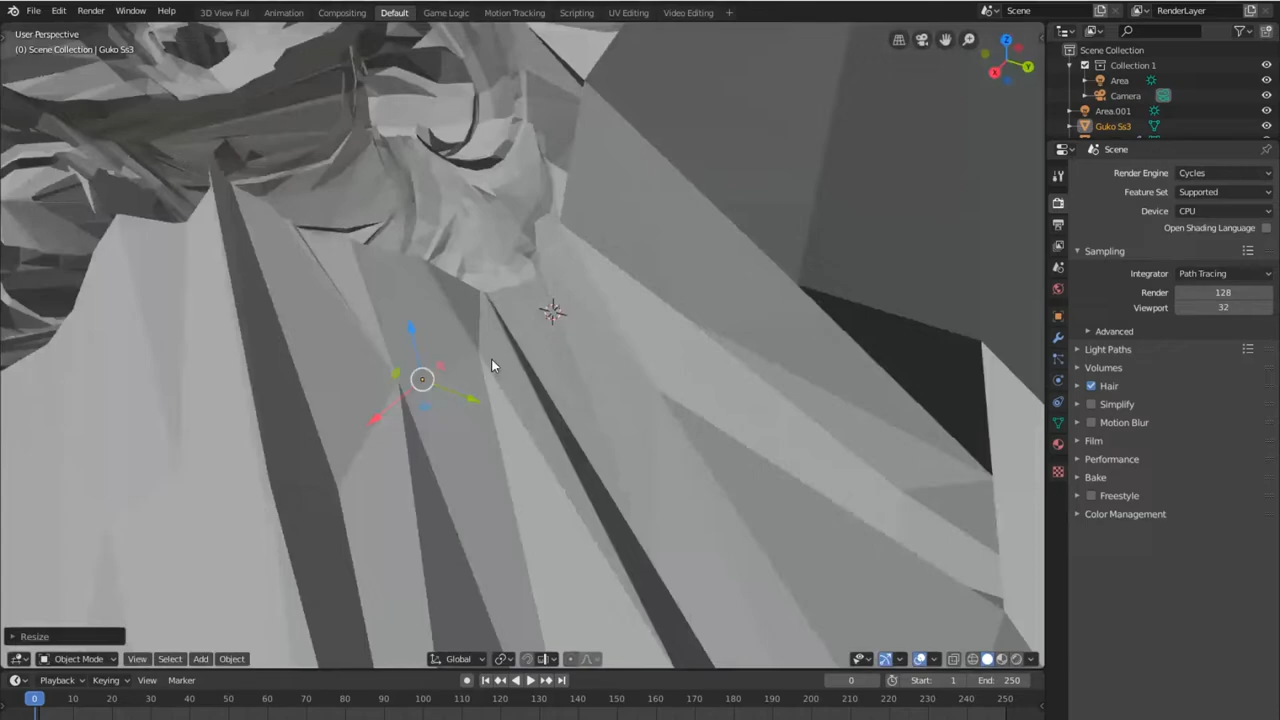 File Edit Render Window Help
3D View Full Animation Compositing Default Game Logic Motion Tracking Scripting UV Editing Video Editing +
Scene RenderLayer
User Perspective
(0) Scene Collection | Guko Ss3
X Y Z
Scene Collection
Collection 1
Area
Camera
Area.001
Guko Ss3
Scene
Render Engine Cycles
Feature Set Supported
Device CPU
Open Shading Language
Sampling
Integrator Path Tracing
Render 128
Viewport 32
Advanced
Light Paths
Volumes
Hair
Simplify
Motion Blur
Film
Performance
Bake
Freestyle
Color Management
Resize
Object Mode View Select Add Object Global
Playback Keying View Marker 0 Start: 1 End: 250
0 10 20 30 40 50 60 70 80 90 100 110 120 130 140 150 160 170 180 190 200 210 220 230 240 250